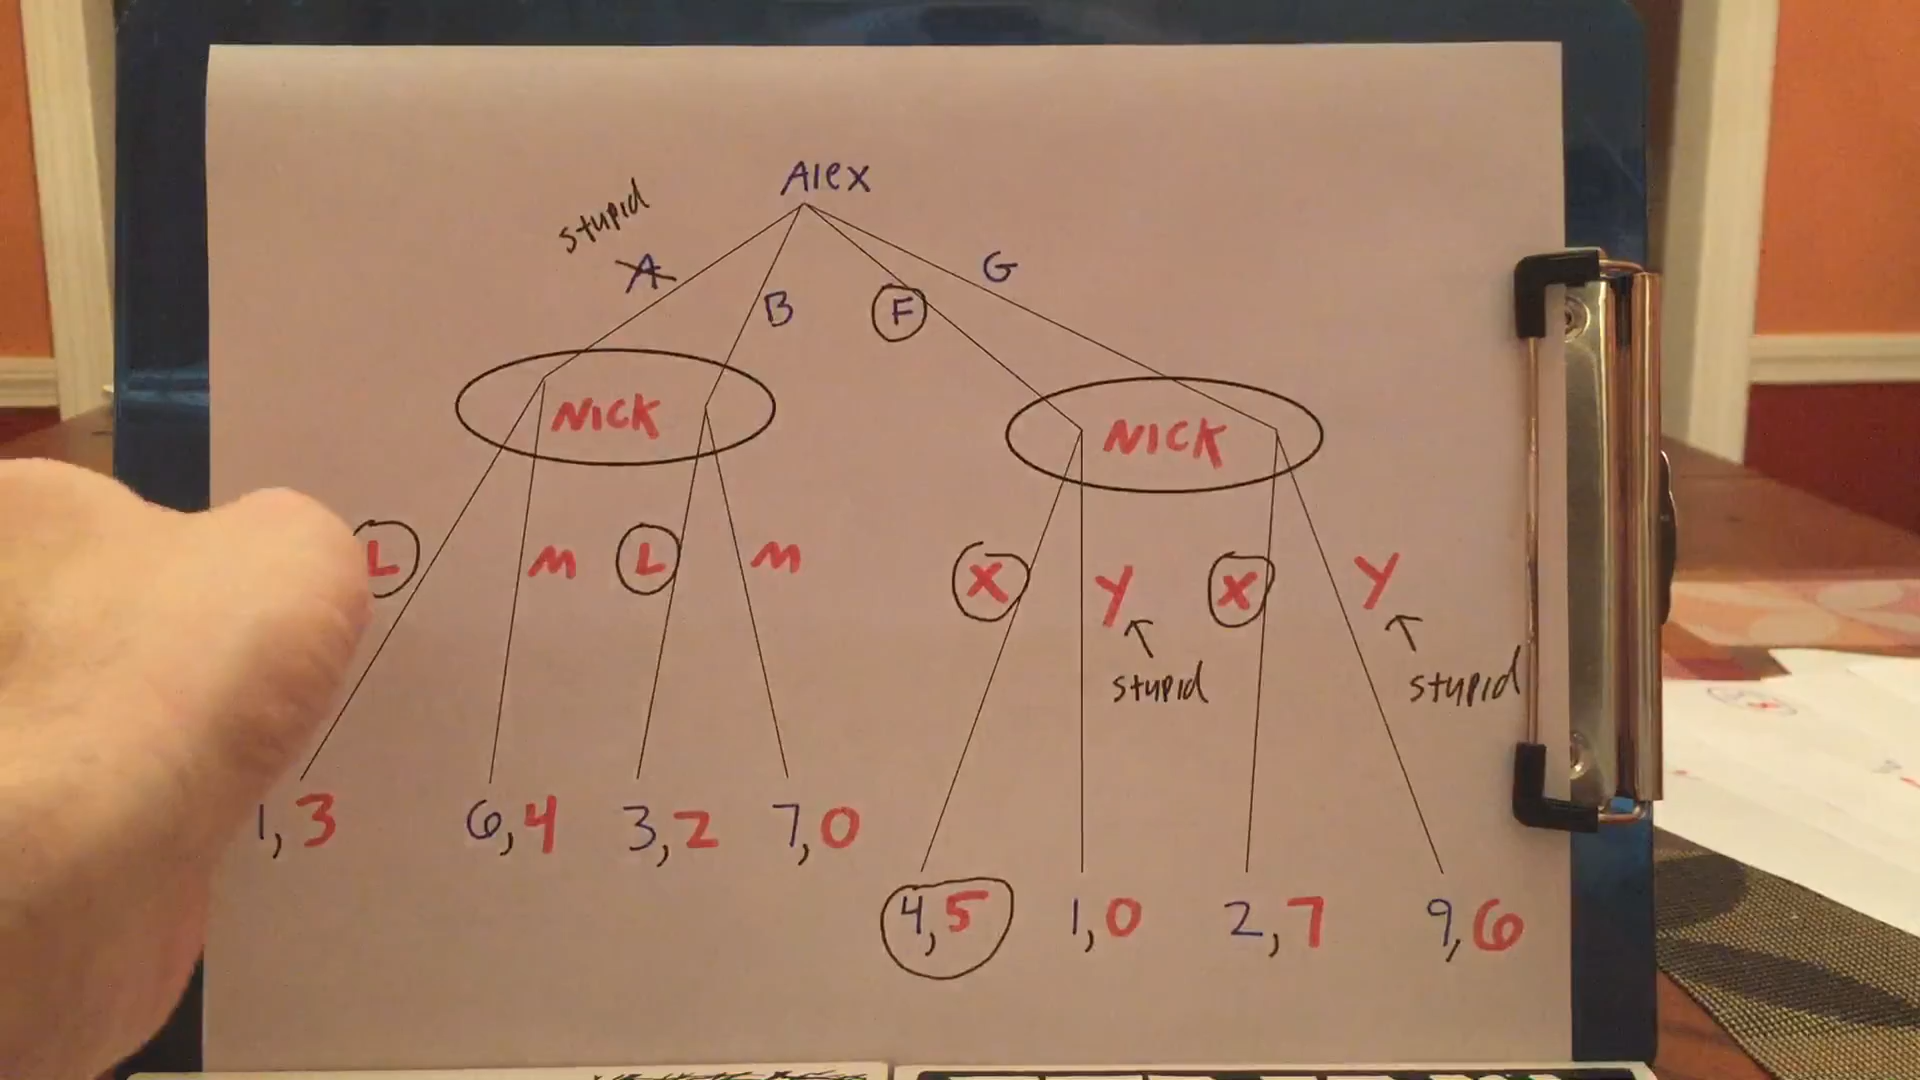 Alex
stupid
A
B
F
G
NICK
NICK
L
M
L
M
X
Y
X
Y
stupid
stupid
1,3
6,4
3,2
7,0
4,5
1,0
2,7
9,6